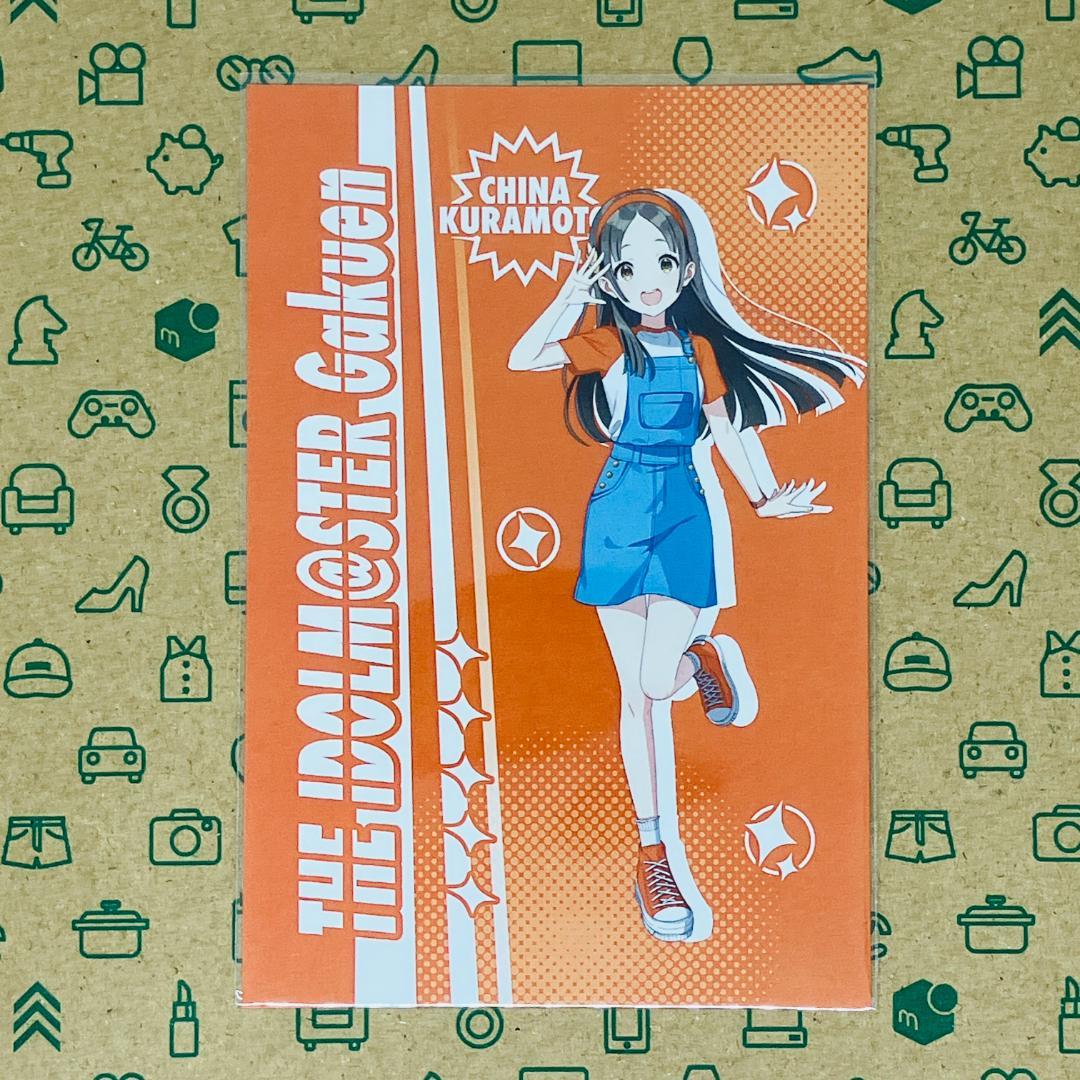 THE IDOLM@STER Gakuen
CHINA
KURAMOTO
m
m